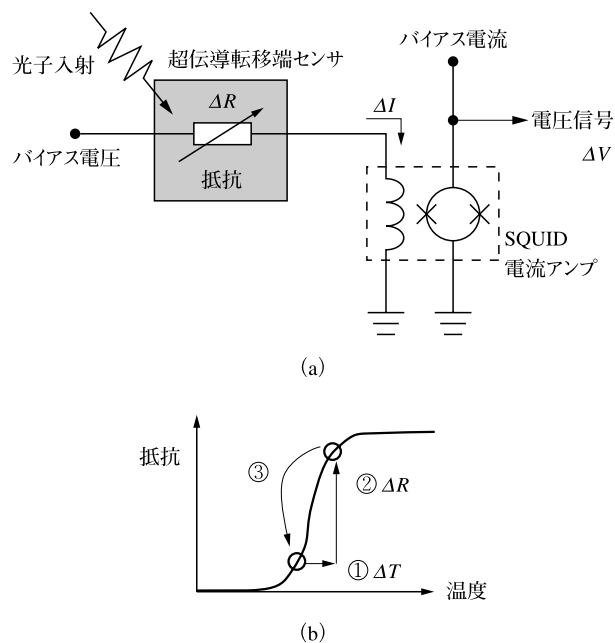 光子入射
超伝導転移端センサ
バイアス電流
ΔR
ΔI
電圧信号
ΔV
バイアス電圧
抵抗
SQUID
電流アンプ
(a)
抵抗
③
② ΔR
① ΔT
温度
(b)